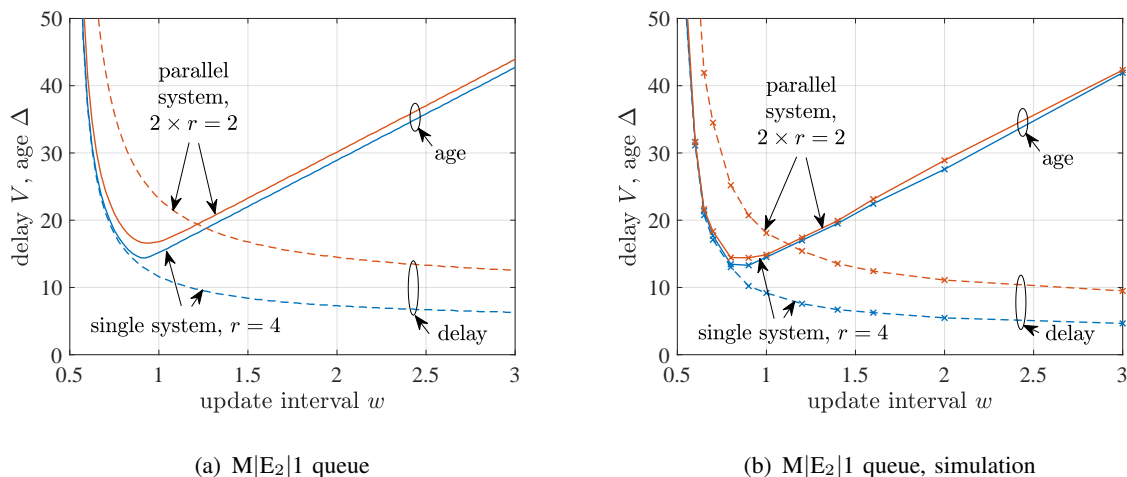 50
40
30
20
10
0
0.5
1
1.5
2
2.5
3
delay V, age Δ
update interval w
parallel
system,
2 × r = 2
age
single system, r = 4
delay
(a) M|E₂|1 queue
50
40
30
20
10
0
0.5
1
1.5
2
2.5
3
delay V, age Δ
update interval w
parallel
system,
2 × r = 2
age
single system, r = 4
delay
(b) M|E₂|1 queue, simulation